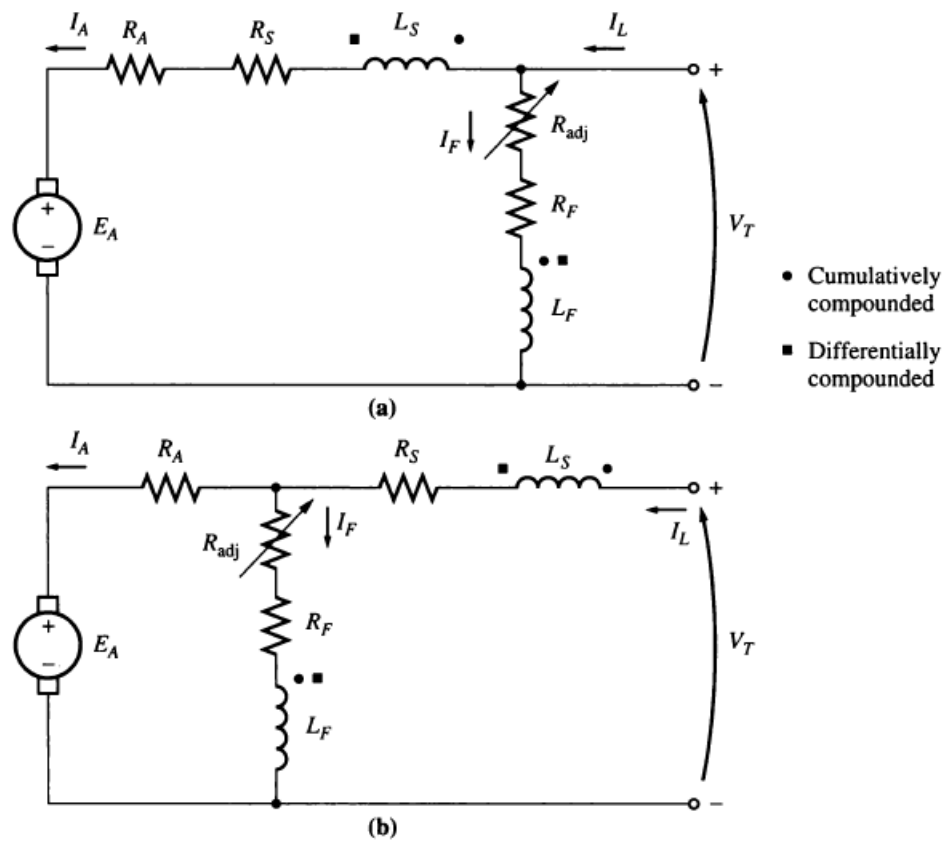 I_A R_A R_S L_S I_L
+
I_F R_adj
R_F
+
−
E_A
V_T
L_F
● Cumulatively
compounded
■ Differentially
compounded
−
(a)
I_A R_A R_S L_S
+
R_adj I_F
I_L
R_F
+
−
E_A
V_T
L_F
−
(b)